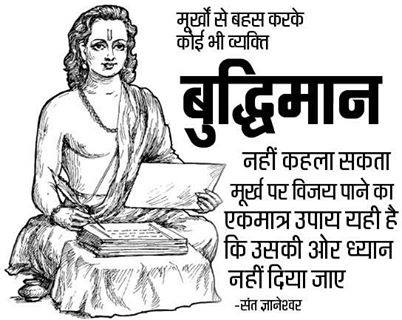 मूर्खों से बहस करके
कोई भी व्यक्ति
बुद्धिमान
नहीं कहला सकता
मूर्ख पर विजय पाने का
एकमात्र उपाय यही है
कि उसकी ओर ध्यान
नहीं दिया जाए
-संत ज्ञानेश्वर